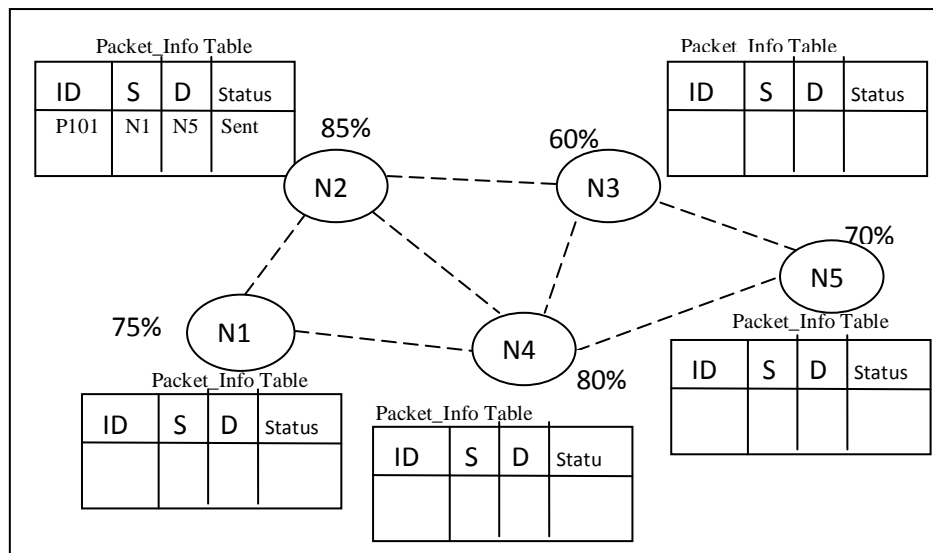 Packet_Info Table
ID S D Status
P101 N1 N5 Sent
Packet_Info Table
ID S D Status
85%
60%
N2
N3
70%
N5
75%
N1
N4
80%
Packet_Info Table
ID S D Status
Packet_Info Table
ID S D Status
Packet_Info Table
ID S D Statu